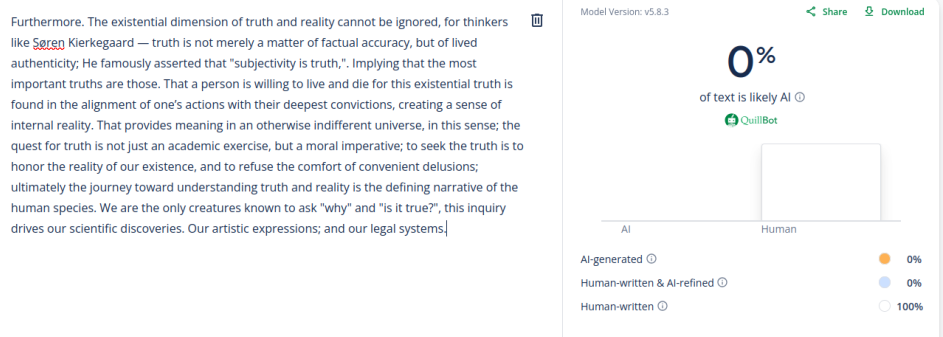 Furthermore. The existential dimension of truth and reality cannot be ignored, for thinkers
like Søren Kierkegaard — truth is not merely a matter of factual accuracy, but of lived
authenticity; He famously asserted that "subjectivity is truth,". Implying that the most
important truths are those. That a person is willing to live and die for this existential truth is
found in the alignment of one's actions with their deepest convictions, creating a sense of
internal reality. That provides meaning in an otherwise indifferent universe, in this sense; the
quest for truth is not just an academic exercise, but a moral imperative; to seek the truth is to
honor the reality of our existence, and to refuse the comfort of convenient delusions;
ultimately the journey toward understanding truth and reality is the defining narrative of the
human species. We are the only creatures known to ask "why" and "is it true?", this inquiry
drives our scientific discoveries. Our artistic expressions; and our legal systems.
Model Version: v5.8.3
Share
Download
0%
of text is likely AI
QuillBot
AI
Human
AI-generated 0%
Human-written & AI-refined 0%
Human-written 100%